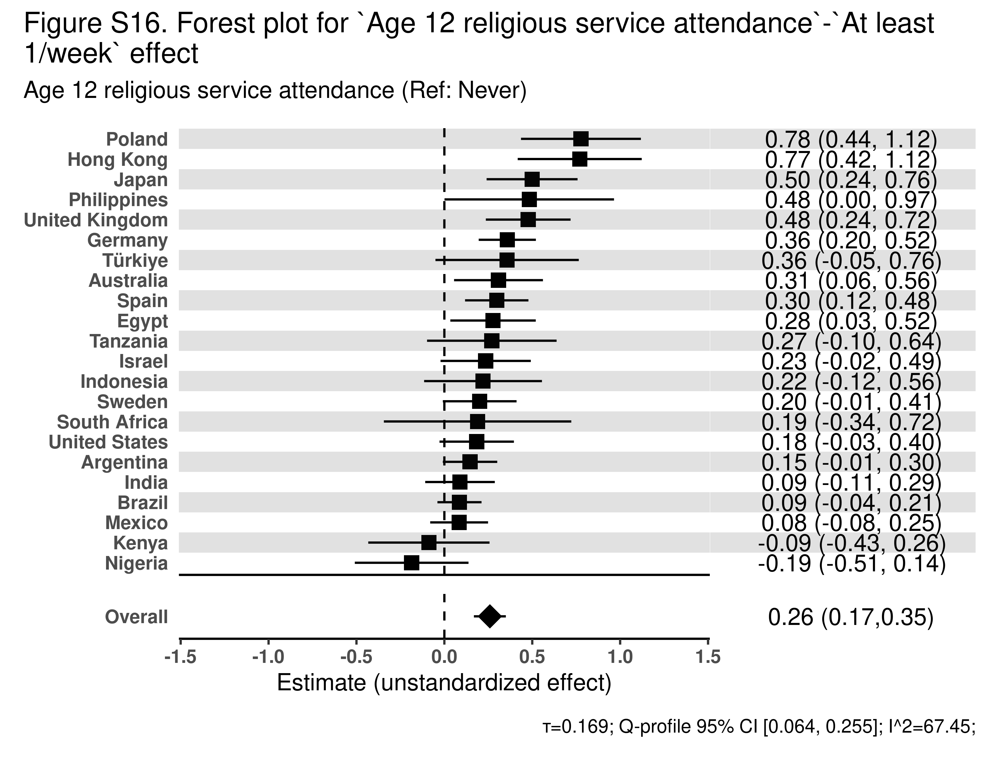 Figure S16. Forest plot for `Age 12 religious service attendance`-`At least
1/week` effect
Age 12 religious service attendance (Ref: Never)
Poland 0.78 (0.44, 1.12)
Hong Kong 0.77 (0.42, 1.12)
Japan 0.50 (0.24, 0.76)
Philippines 0.48 (0.00, 0.97)
United Kingdom 0.48 (0.24, 0.72)
Germany 0.36 (0.20, 0.52)
Türkiye 0.36 (-0.05, 0.76)
Australia 0.31 (0.06, 0.56)
Spain 0.30 (0.12, 0.48)
Egypt 0.28 (0.03, 0.52)
Tanzania 0.27 (-0.10, 0.64)
Israel 0.23 (-0.02, 0.49)
Indonesia 0.22 (-0.12, 0.56)
Sweden 0.20 (-0.01, 0.41)
South Africa 0.19 (-0.34, 0.72)
United States 0.18 (-0.03, 0.40)
Argentina 0.15 (-0.01, 0.30)
India 0.09 (-0.11, 0.29)
Brazil 0.09 (-0.04, 0.21)
Mexico 0.08 (-0.08, 0.25)
Kenya -0.09 (-0.43, 0.26)
Nigeria -0.19 (-0.51, 0.14)
Overall 0.26 (0.17,0.35)
-1.5 -1.0 -0.5 0.0 0.5 1.0 1.5
Estimate (unstandardized effect)
τ=0.169; Q-profile 95% CI [0.064, 0.255]; I^2=67.45;